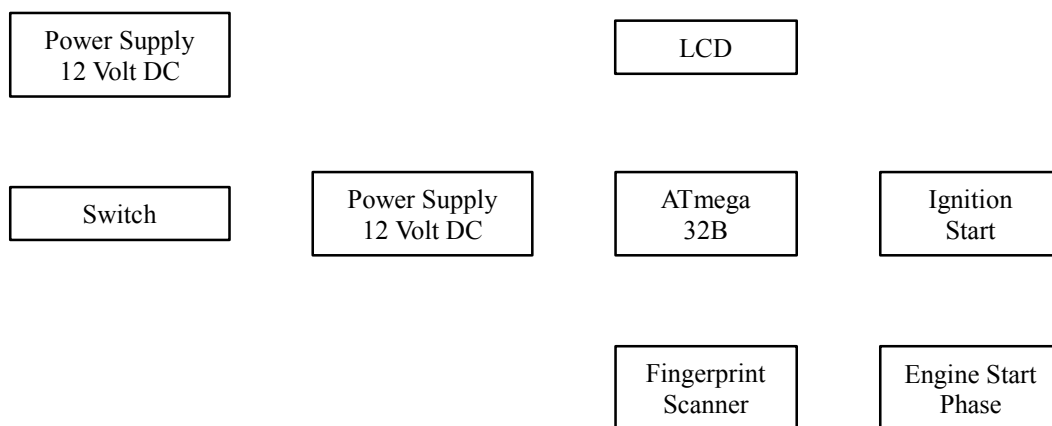 Power Supply
12 Volt DC
LCD
Switch
Power Supply
12 Volt DC
ATmega
32B
Ignition
Start
Fingerprint
Scanner
Engine Start
Phase